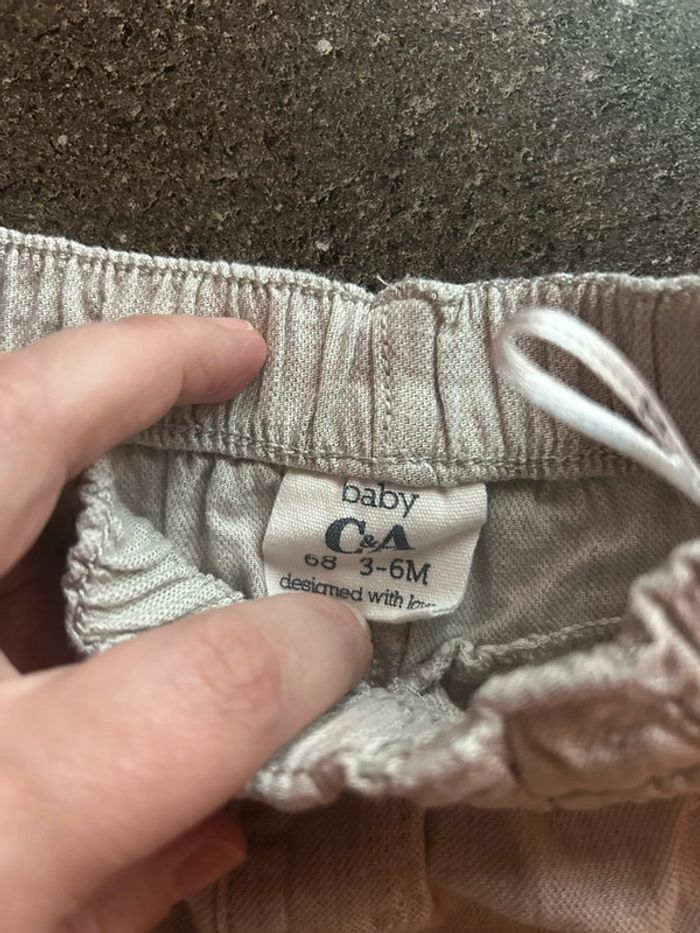 baby
C&A
68 3-6M
designed with